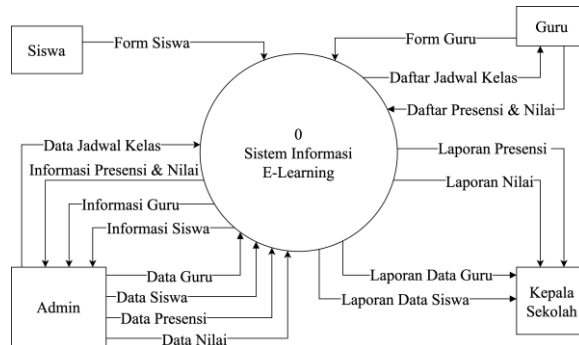 Guru
Form Siswa
Form Guru
Siswa
Daftar Jadwal Kelas
Daftar Presensi & Nilai
0
Sistem Informasi
E-Learning
Data Jadwal Kelas
Laporan Presensi
Informasi Presensi & Nilai
Laporan Nilai
Informasi Guru
Informasi Siswa
Data Guru
Laporan Data Guru
Admin
Data Siswa
Laporan Data Siswa
Kepala
Sekolah
Data Presensi
Data Nilai